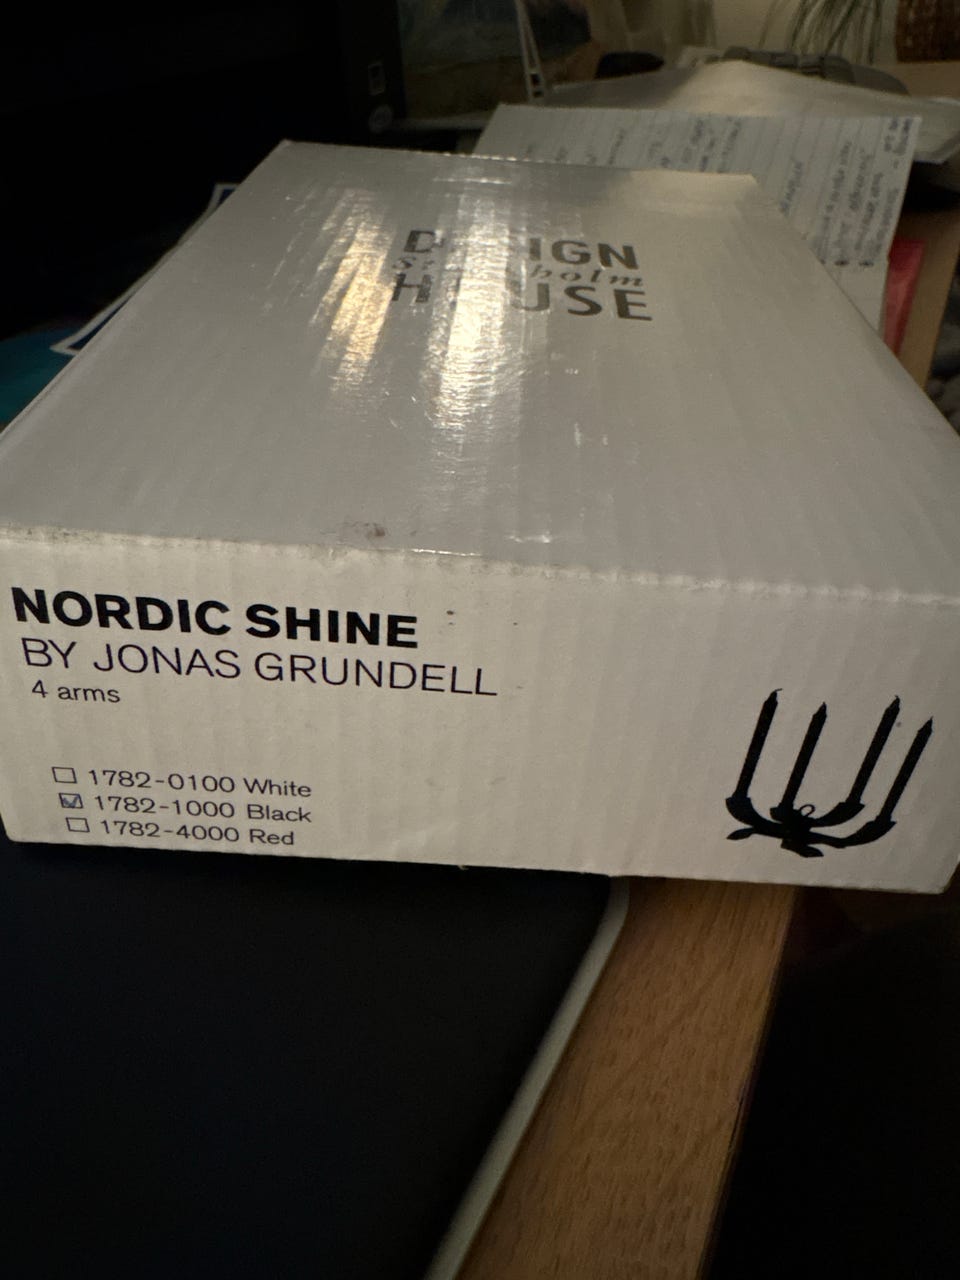 DESIGN
Stockholm
HOUSE
NORDIC SHINE
BY JONAS GRUNDELL
4 arms
☐ 1782-0100 White
☑ 1782-1000 Black
☐ 1782-4000 Red